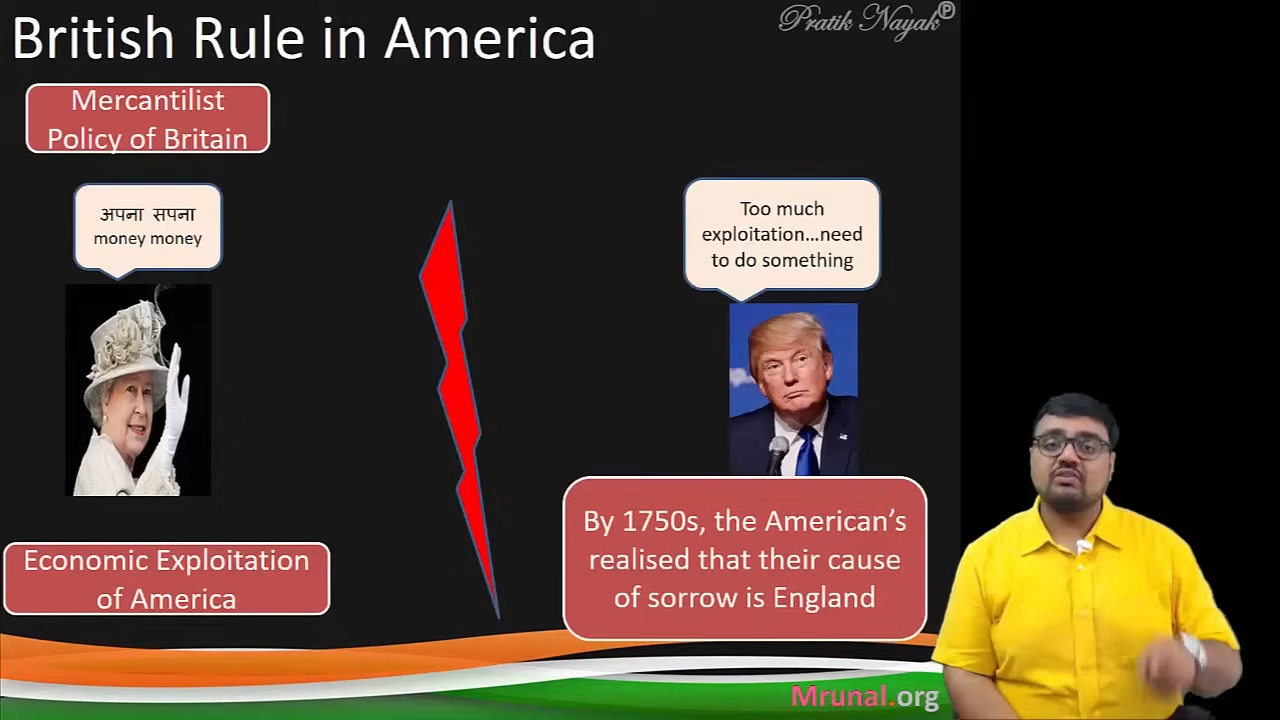 British Rule in America
Pratik Nayak
P
Mercantilist
Policy of Britain
अपना सपना
money money
Too much
exploitation...need
to do something
Economic Exploitation
of America
By 1750s, the American's
realised that their cause
of sorrow is England
Mrunal.org